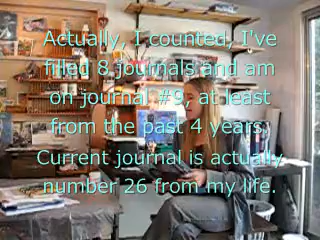 Actually, I counted, I've
filled 8 journals and am
on journal #9, at least
from the past 4 years.
Current journal is actually
number 26 from my life.